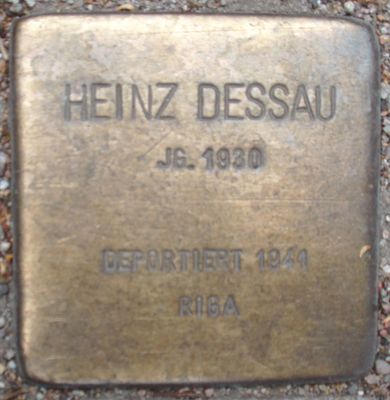 HEINZ DESSAU
JG. 1930
DEPORTIERT 1941
RIGA